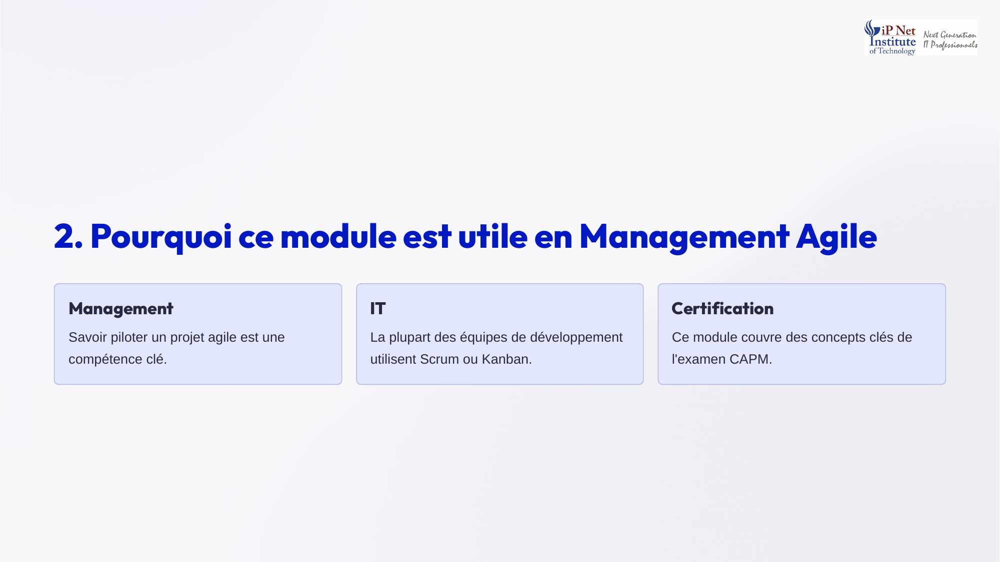 iP Net
Institute
of Technology
Next Generation
IT Professionnels
2. Pourquoi ce module est utile en Management Agile
Management
Savoir piloter un projet agile est une
compétence clé.
IT
La plupart des équipes de développement
utilisent Scrum ou Kanban.
Certification
Ce module couvre des concepts clés de
l'examen CAPM.